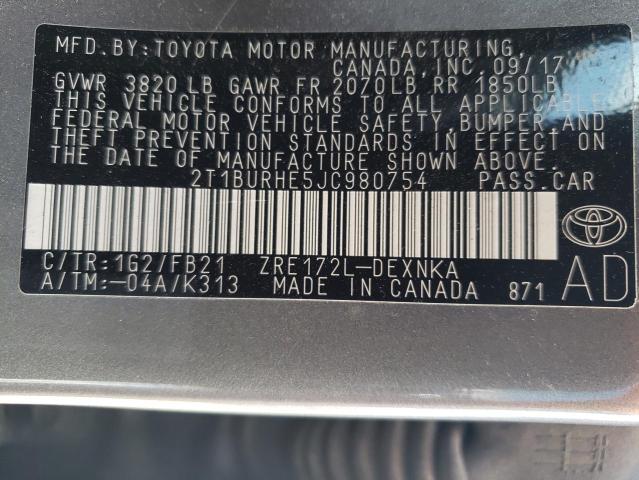 MFD. BY: TOYOTA MOTOR MANUFACTURING,
CANADA, INC. 09/17
GVWR 3820 LB GAWR FR 2070LB RR 1850LB
THIS VEHICLE CONFORMS TO ALL APPLICABLE
FEDERAL MOTOR VEHICLE SAFETY, BUMPER, AND
THEFT PREVENTION STANDARDS IN EFFECT ON
THE DATE OF MANUFACTURE SHOWN ABOVE.
2T1BURHE5JC980754 PASS. CAR
C/TR: 1G2/FB21 ZRE172L-DEXNKA
A/TM: -04A/K313 MADE IN CANADA 871
AD